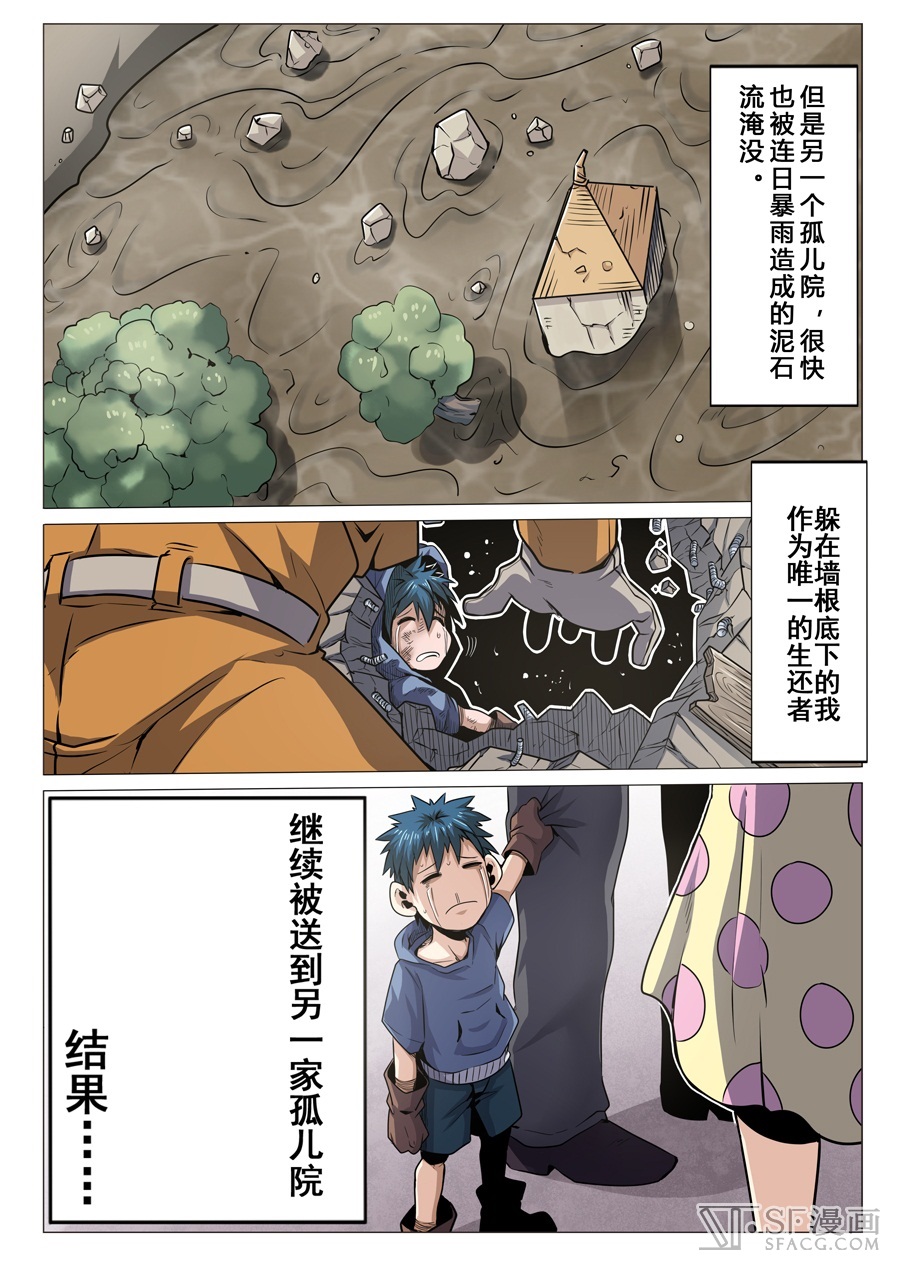 但是另一个孤儿院，很快
也被连日暴雨造成的泥石
流淹没。
躲在墙根底下的我
作为唯一的生还者
继续被送到另一家孤儿院
结果……
SF漫画
SFACG.COM